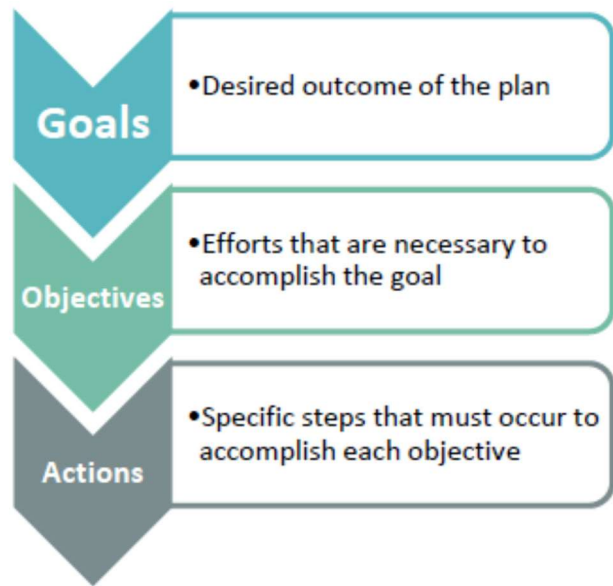 Goals
•Desired outcome of the plan
Objectives
•Efforts that are necessary to
accomplish the goal
Actions
•Specific steps that must occur to
accomplish each objective